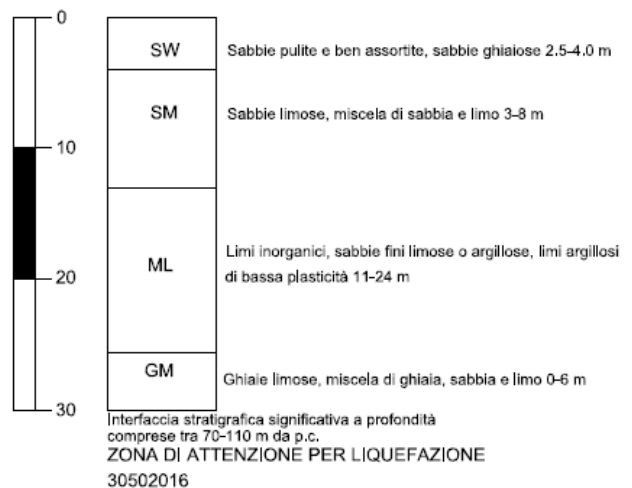 0
SW
Sabbie pulite e ben assortite, sabbie ghiaiose 2.5-4.0 m
SM
Sabbie limose, miscela di sabbia e limo 3-8 m
10
ML
Limi inorganici, sabbie fini limose o argillose, limi argillosi
di bassa plasticità 11-24 m
20
GM
Ghiaie limose, miscela di ghiaia, sabbia e limo 0-6 m
30
Interfaccia stratigrafica significativa a profondità
comprese tra 70-110 m da p.c.
ZONA DI ATTENZIONE PER LIQUEFAZIONE
30502016